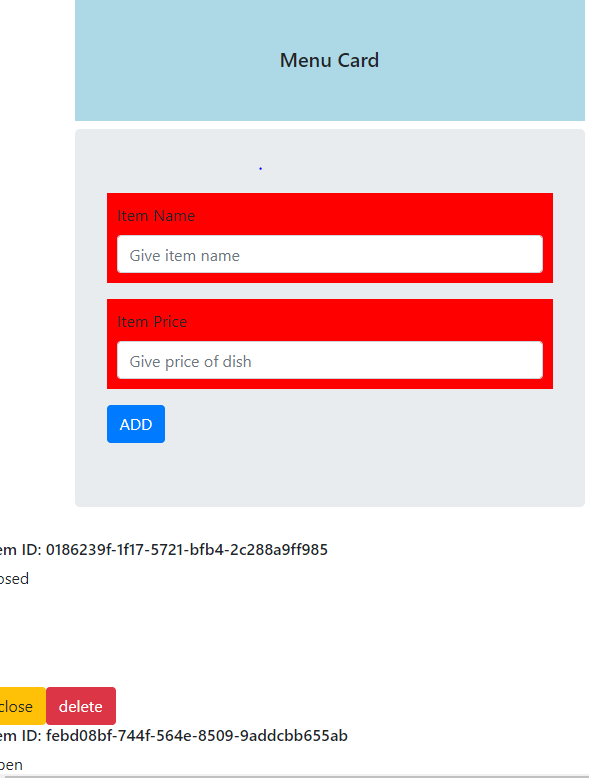 Menu Card
Item Name
Give item name
Item Price
Give price of dish
ADD
em ID: 0186239f-1f17-5721-bfb4-2c288a9ff985
osed
close delete
em ID: febd08bf-744f-564e-8509-9addcbb655ab
pen